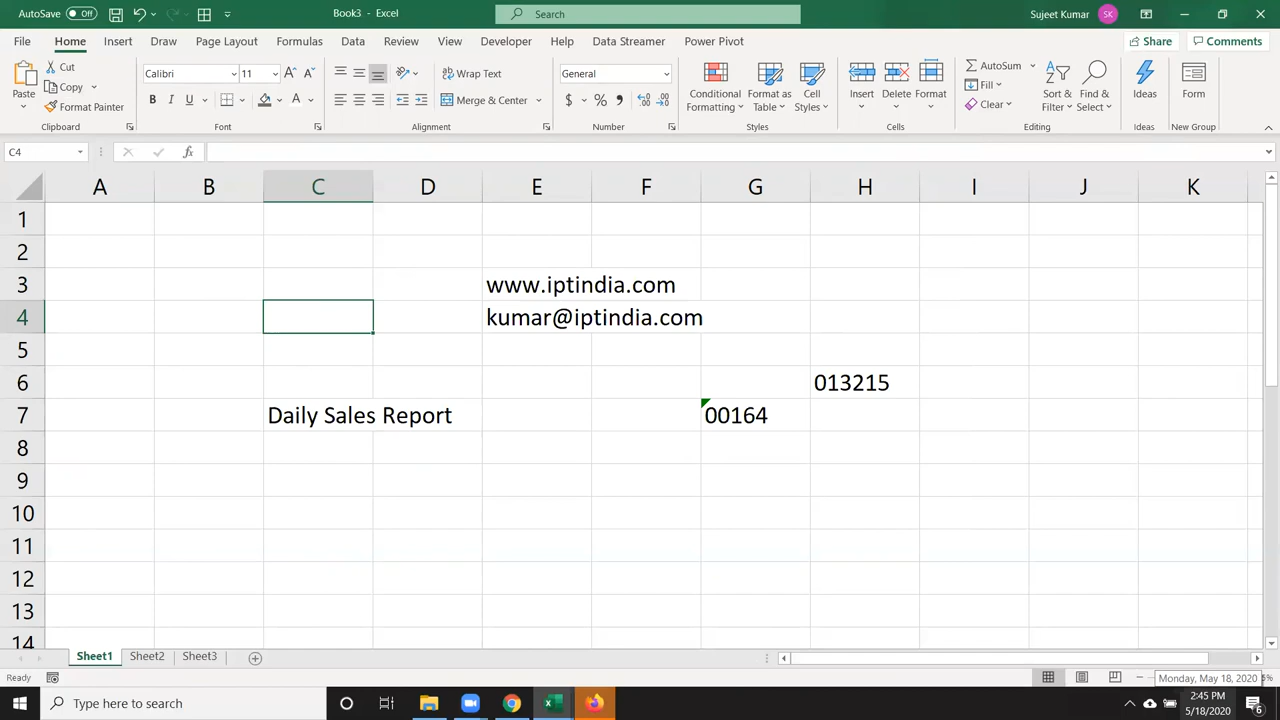 AutoSave Off Book3 - Excel Search Sujeet Kumar SK
File Home Insert Draw Page Layout Formulas Data Review View Developer Help Data Streamer Power Pivot Share Comments
Paste Cut Copy Format Painter Clipboard
Calibri 11 B I U A Font
Wrap Text Merge & Center Alignment
General $ % , Number
Conditional Formatting Format as Table Cell Styles Styles
Insert Delete Format Cells
AutoSum Fill Clear Sort & Filter Find & Select Editing
Ideas Ideas
Form New Group
C4 fx
A B C D E F G H I J K
1
2
3 www.iptindia.com
4 kumar@iptindia.com
5
6 013215
7 Daily Sales Report 00164
8
9
10
11
12
13
14
Sheet1 Sheet2 Sheet3
Ready Monday, May 18, 2020
Type here to search 2:45 PM
5/18/2020 6